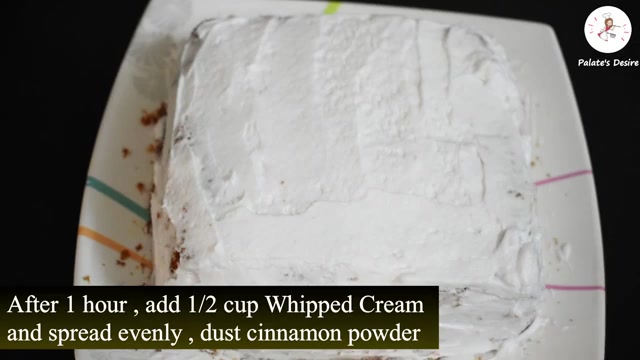 Palate's Desire
After 1 hour , add 1/2 cup Whipped Cream
and spread evenly , dust cinnamon powder